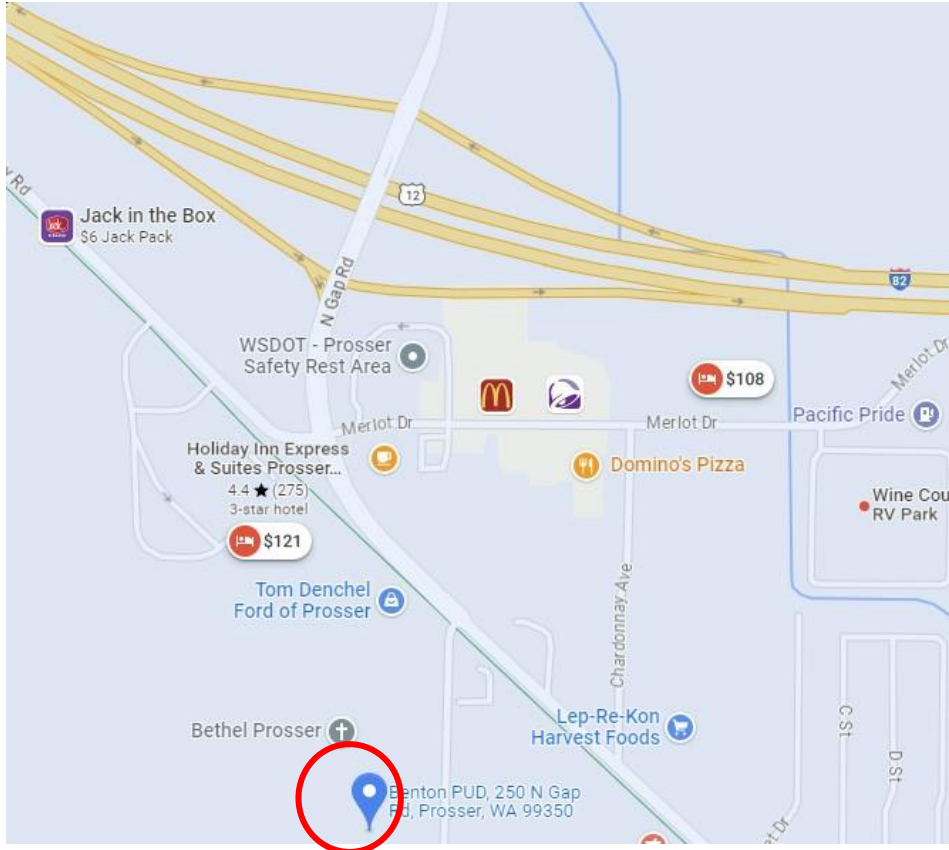 12
y Rd
Jack in the Box
$6 Jack Pack
N Gap Rd
82
WSDOT - Prosser
Safety Rest Area
Merlot Dr
$108
Merlot Dr
Merlot Dr
Pacific Pride
Holiday Inn Express
& Suites Prosser...
4.4 ★ (275)
3-star hotel
$121
Domino's Pizza
Wine Cou
RV Park
Tom Denchel
Ford of Prosser
Chardonnay Ave
Lep-Re-Kon
Harvest Foods
C St
D St
Bethel Prosser
Benton PUD, 250 N Gap
Rd, Prosser, WA 99350
et Dr